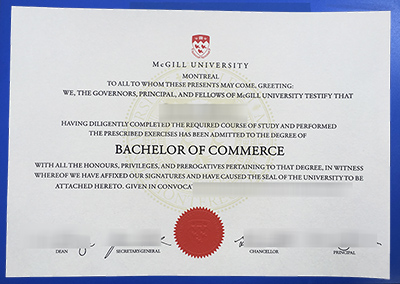 McGILL UNIVERSITY
MONTREAL
TO ALL TO WHOM THESE PRESENTS MAY COME, GREETING:
WE, THE GOVERNORS, PRINCIPAL, AND FELLOWS OF McGILL UNIVERSITY TESTIFY THAT
HAVING DILIGENTLY COMPLETED THE REQUIRED COURSE OF STUDY AND PERFORMED
THE PRESCRIBED EXERCISES HAS BEEN ADMITTED TO THE DEGREE OF
BACHELOR OF COMMERCE
WITH ALL THE HONOURS, PRIVILEGES, AND PREROGATIVES PERTAINING TO THAT DEGREE, IN WITNESS
WHEREOF WE HAVE AFFIXED OUR SIGNATURES AND HAVE CAUSED THE SEAL OF THE UNIVERSITY TO BE
ATTACHED HERETO. GIVEN IN CONVOCA
DEAN SECRETARY-GENERAL CHANCELLOR PRINCIPAL